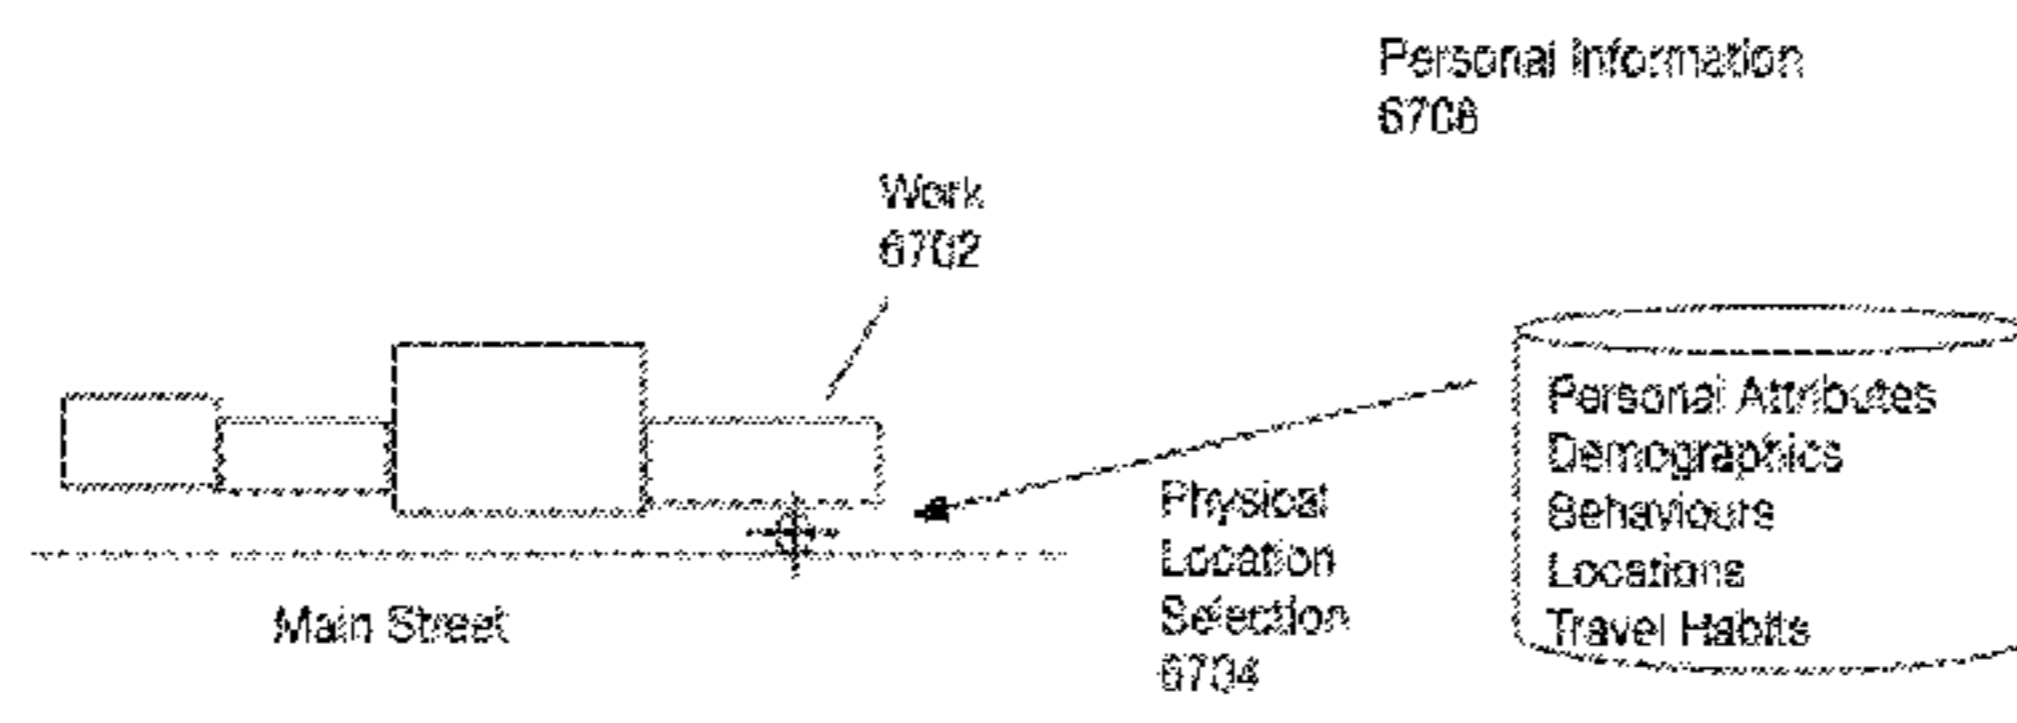 Personal Information
6706
Work
6702
Personal Attributes
Demographics
Behaviours
Locations
Travel Habits
Physical
Location
Selection
6704
Main Street